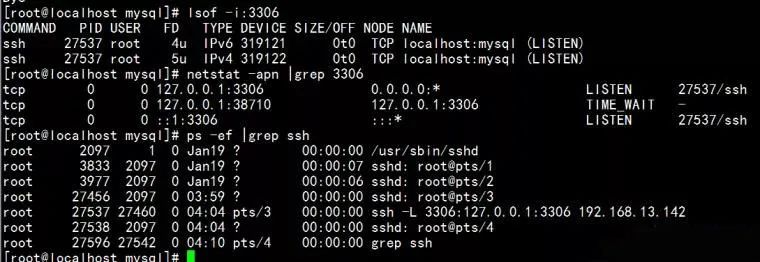 Bye
[root@localhost mysql]# lsof -i:3306
COMMAND PID USER FD TYPE DEVICE SIZE/OFF NODE NAME
ssh 27537 root 4u IPv6 319121 0t0 TCP localhost:mysql (LISTEN)
ssh 27537 root 5u IPv4 319122 0t0 TCP localhost:mysql (LISTEN)
[root@localhost mysql]# netstat -apn |grep 3306
tcp 0 0 127.0.0.1:3306 0.0.0.0:* LISTEN 27537/ssh
tcp 0 0 127.0.0.1:38710 127.0.0.1:3306 TIME_WAIT -
tcp 0 0 ::1:3306 :::* LISTEN 27537/ssh
[root@localhost mysql]# ps -ef |grep ssh
root 2097 1 0 Jan19 ? 00:00:00 /usr/sbin/sshd
root 3833 2097 0 Jan19 ? 00:00:07 sshd: root@pts/1
root 3977 2097 0 Jan19 ? 00:00:06 sshd: root@pts/2
root 27456 2097 0 03:59 ? 00:00:00 sshd: root@pts/3
root 27537 27460 0 04:04 pts/3 00:00:00 ssh -L 3306:127.0.0.1:3306 192.168.13.142
root 27538 2097 0 04:04 ? 00:00:00 sshd: root@pts/4
root 27596 27542 0 04:10 pts/4 00:00:00 grep ssh
[root@localhost mysql]#